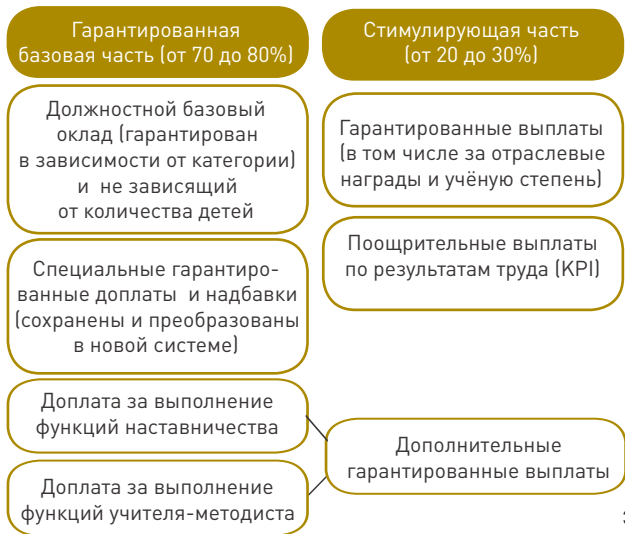 Гарантированная
базовая часть (от 70 до 80%)
Должностной базовый
оклад (гарантирован
в зависимости от категории)
и не зависящий
от количества детей
Специальные гарантиро-
ванные доплаты и надбавки
(сохранены и преобразованы
в новой системе)
Доплата за выполнение
функций наставничества
Доплата за выполнение
функций учителя-методиста
Стимулирующая часть
(от 20 до 30%)
Гарантированные выплаты
(в том числе за отраслевые
награды и учёную степень)
Поощрительные выплаты
по результатам труда (KPI)
Дополнительные
гарантированные выплаты